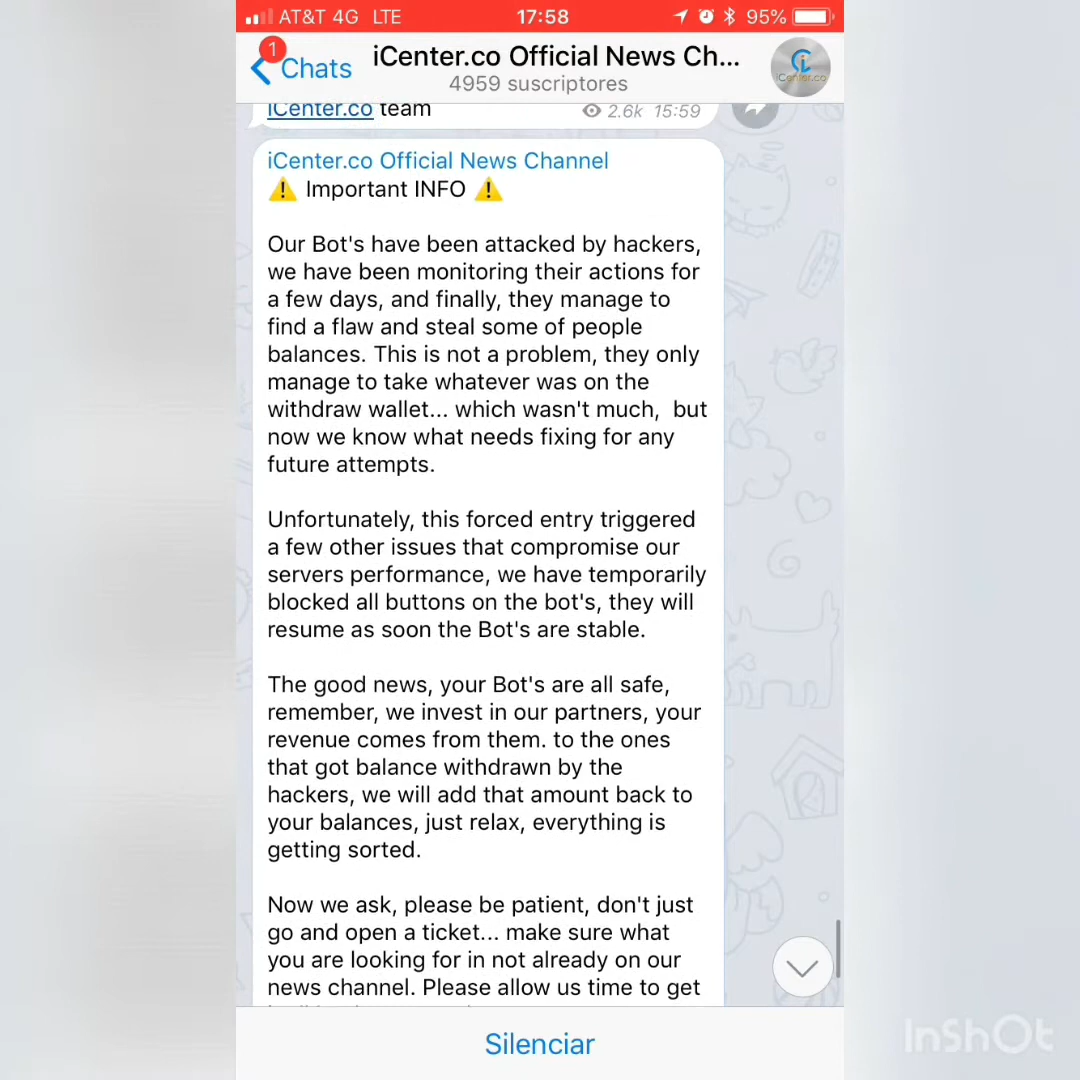 AT&T 4G LTE 17:58 95%
1
Chats
iCenter.co Official News Ch...
4959 suscriptores
iCenter.co
iCenter.co team 2.6k 15:59
iCenter.co Official News Channel
⚠️ Important INFO ⚠️
Our Bot's have been attacked by hackers,
we have been monitoring their actions for
a few days, and finally, they manage to
find a flaw and steal some of people
balances. This is not a problem, they only
manage to take whatever was on the
withdraw wallet... which wasn't much,  but
now we know what needs fixing for any
future attempts.
Unfortunately, this forced entry triggered
a few other issues that compromise our
servers performance, we have temporarily
blocked all buttons on the bot's, they will
resume as soon the Bot's are stable.
The good news, your Bot's are all safe,
remember, we invest in our partners, your
revenue comes from them. to the ones
that got balance withdrawn by the
hackers, we will add that amount back to
your balances, just relax, everything is
getting sorted.
Now we ask, please be patient, don't just
go and open a ticket... make sure what
you are looking for in not already on our
news channel. Please allow us time to get
Silenciar
InShOt